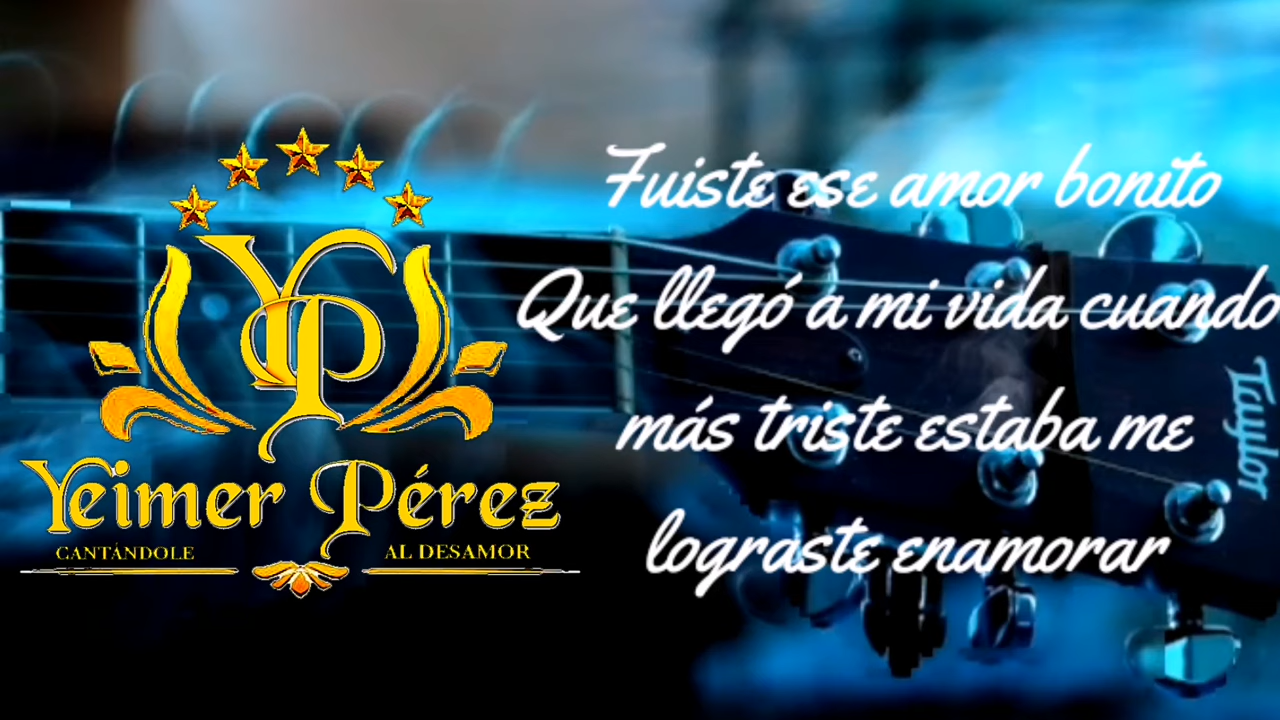 YP
Yeimer Pérez
CANTÁNDOLE AL DESAMOR
Fuiste ese amor bonito
Que llegó a mi vida cuando
más triste estaba me
lograste enamorar
Taylor